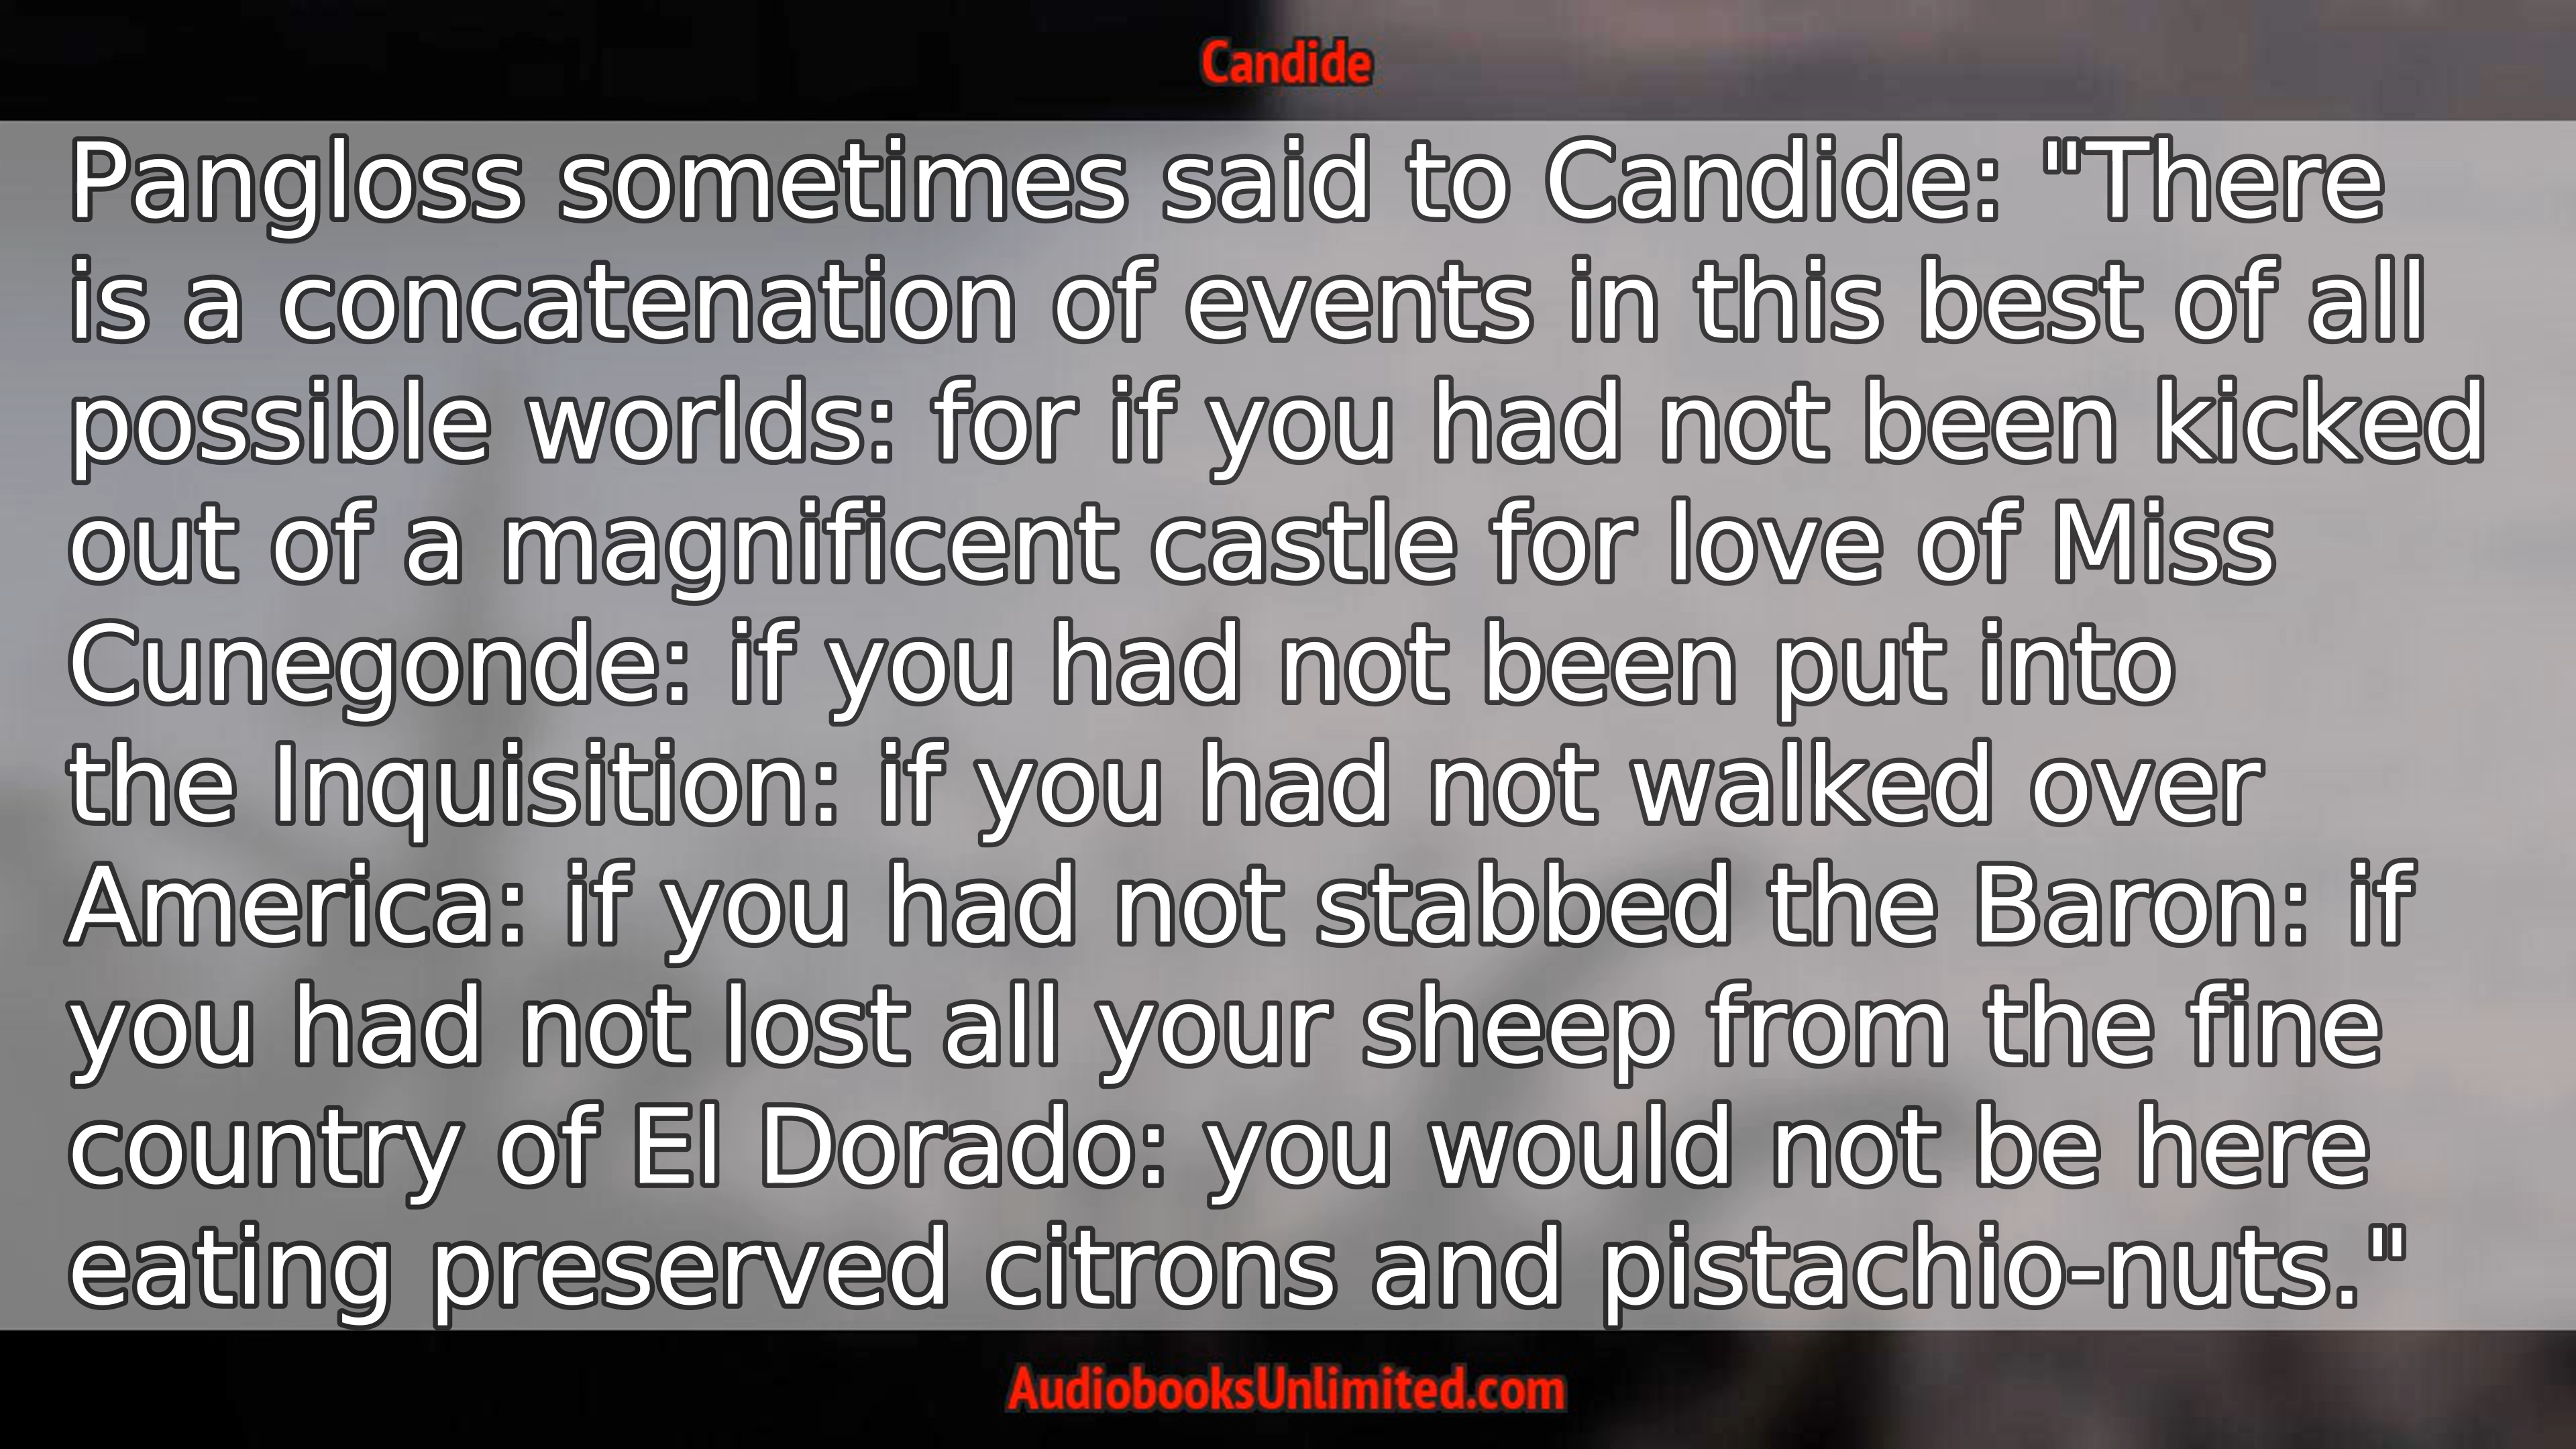 Candide
Pangloss sometimes said to Candide: "There
is a concatenation of events in this best of all
possible worlds: for if you had not been kicked
out of a magnificent castle for love of Miss
Cunegonde: if you had not been put into
the Inquisition: if you had not walked over
America: if you had not stabbed the Baron: if
you had not lost all your sheep from the fine
country of El Dorado: you would not be here
eating preserved citrons and pistachio-nuts."
AudiobooksUnlimited.com